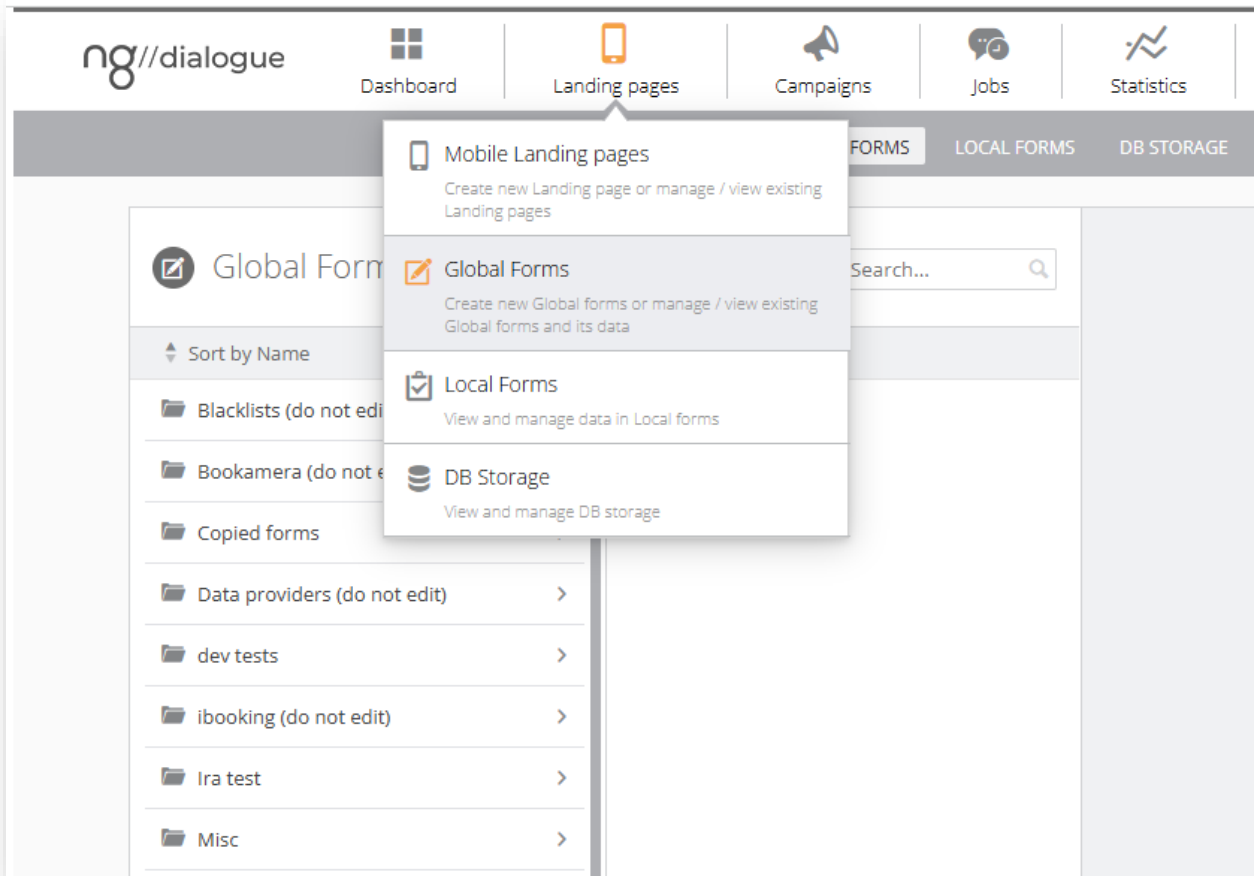 ng//dialogue
Dashboard
Landing pages
Campaigns
Jobs
Statistics
FORMS
LOCAL FORMS
DB STORAGE
Mobile Landing pages
Create new Landing page or manage / view existing
Landing pages
Global Forms
Create new Global forms or manage / view existing
Global forms and its data
Local Forms
View and manage data in Local forms
DB Storage
View and manage DB storage
Global Form
Search...
Sort by Name
Blacklists (do not edi
Bookamera (do not e
Copied forms
Data providers (do not edit)
dev tests
ibooking (do not edit)
Ira test
Misc